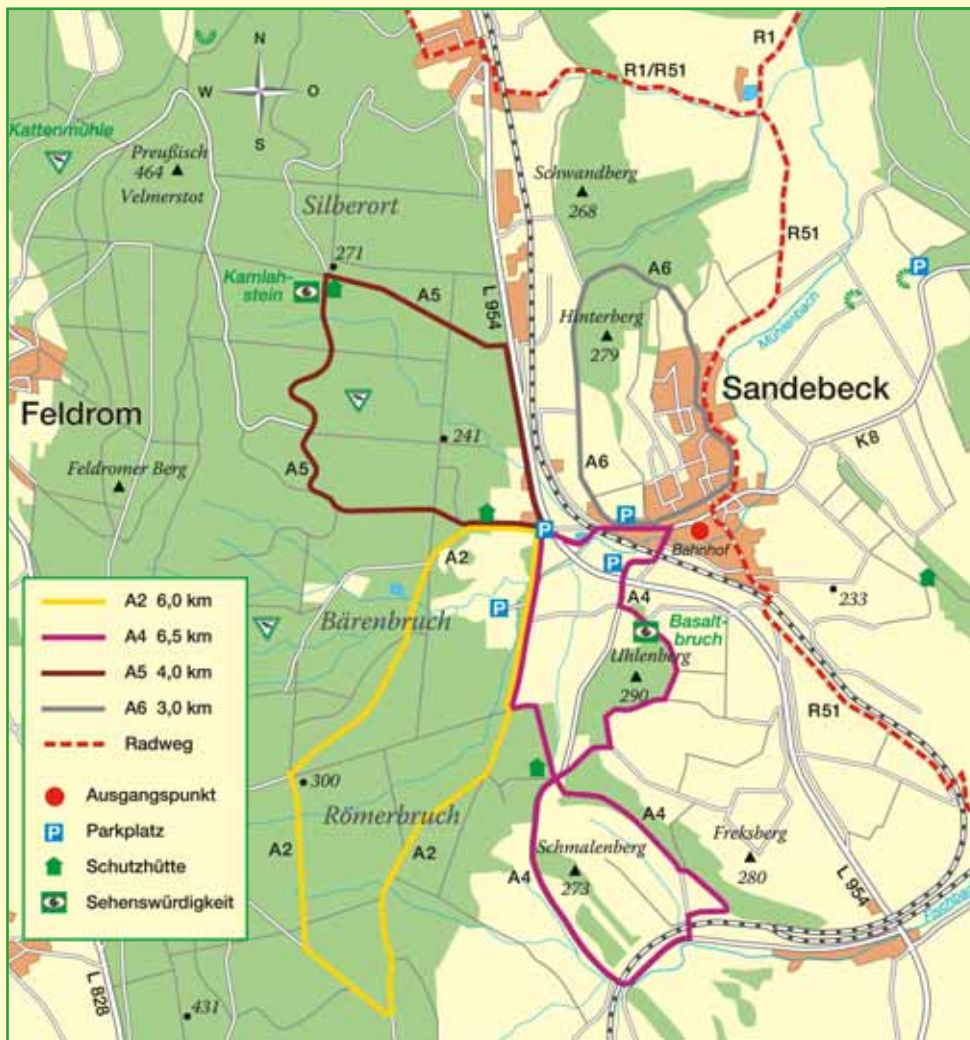 N
W O
S
R1
R1/R51
Kattenmühle
Preußisch
464
Velmerstot
Silberort
Schwandberg
268
R51
271
Kamlah-
stein
A5
L 954
A6
Hinterberg
279
Mühlenbach
P
Feldrom
Sandebeck
241
K8
A6
Feldromer Berg
A5
P
P
Bahnhof
A2
P
A4
233
P
Basalt-
bruch
Bärenbruch
Uhlenberg
290
R51
300
Römerbruch
A2
A2
A4
A4
Schmalenberg
273
Freksberg
280
L 954
L 828
431
A2 6,0 km
A4 6,5 km
A5 4,0 km
A6 3,0 km
Radweg
Ausgangspunkt
P Parkplatz
Schutzhütte
Sehenswürdigkeit